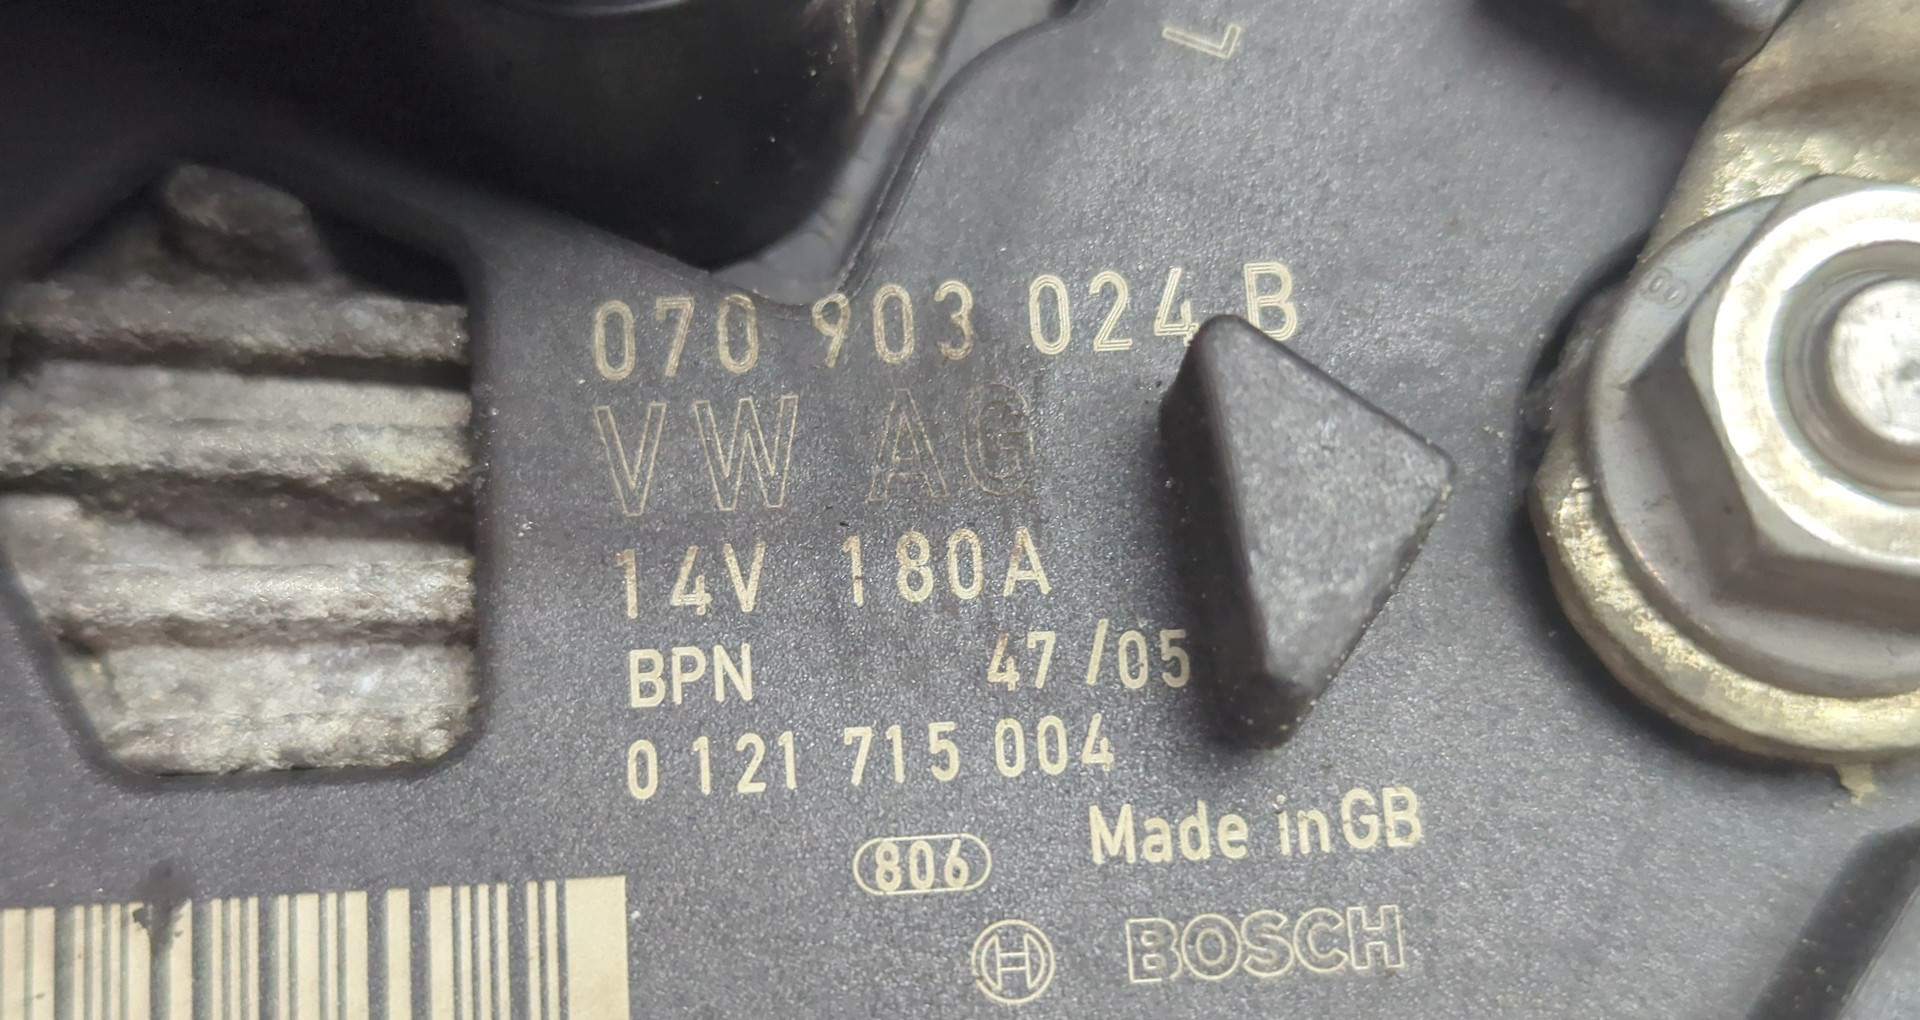 L
070 903 024 B
VW AG
14V 180A
BPN 47 /05
0 121 715 004
Made in GB
806
BOSCH
8